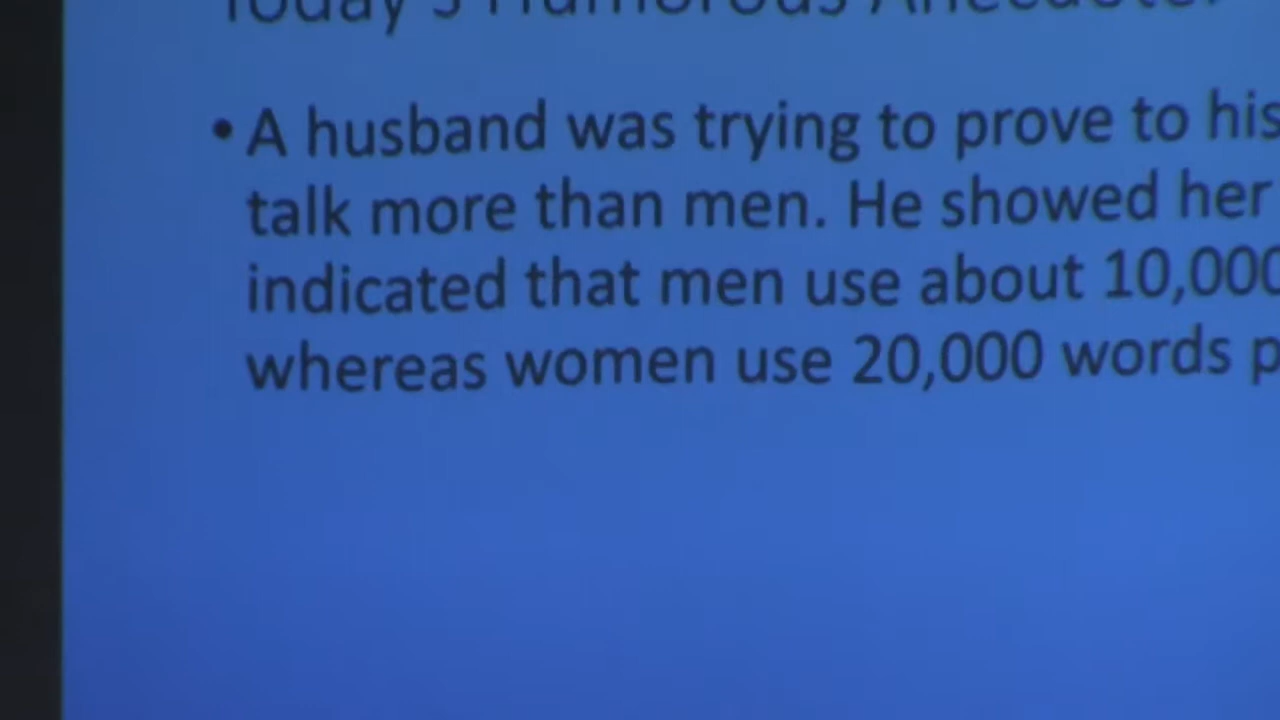 Today's Humorous Anecdote:
• A husband was trying to prove to his
talk more than men. He showed her
indicated that men use about 10,000
whereas women use 20,000 words p